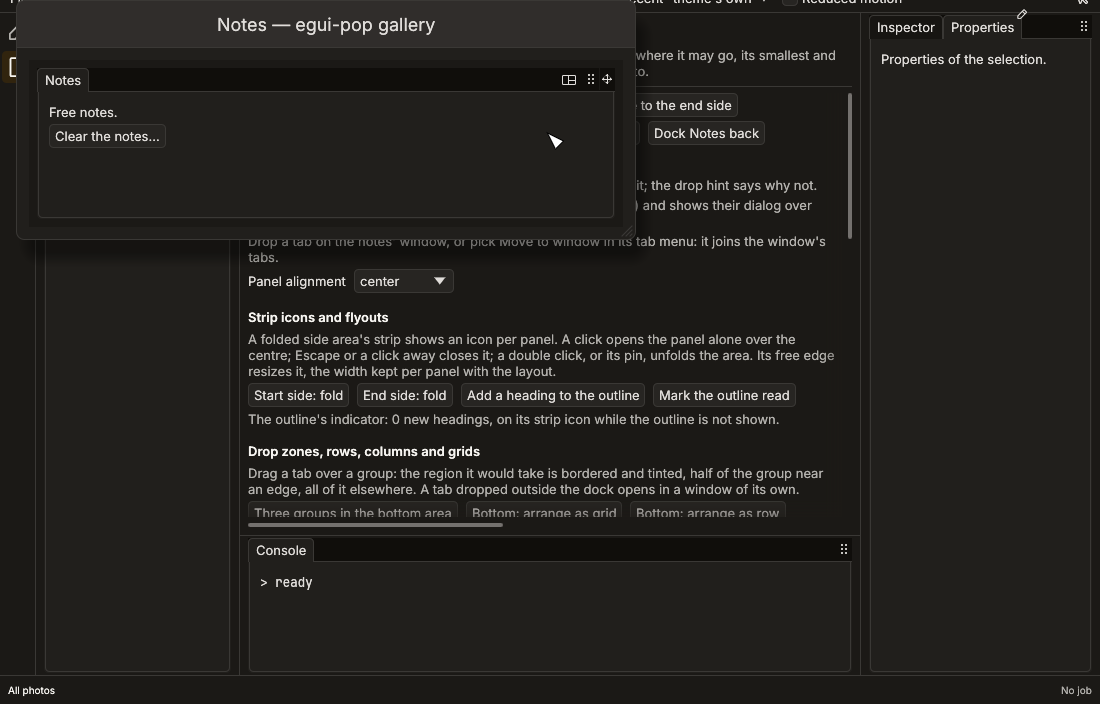 theme's own
Reduced motion
Notes — egui-pop gallery
Notes
Free notes.
Clear the notes...
where it may go, its smallest and
to.
to the end side
Dock Notes back
it; the drop hint says why not.
) and shows their dialog over
Drop a tab on the notes' window, or pick Move to window in its tab menu: it joins the window's
tabs.
Panel alignment center
Strip icons and flyouts
A folded side area's strip shows an icon per panel. A click opens the panel alone over the
centre; Escape or a click away closes it; a double click, or its pin, unfolds the area. Its free edge
resizes it, the width kept per panel with the layout.
Start side: fold End side: fold Add a heading to the outline Mark the outline read
The outline's indicator: 0 new headings, on its strip icon while the outline is not shown.
Drop zones, rows, columns and grids
Drag a tab over a group: the region it would take is bordered and tinted, half of the group near
an edge, all of it elsewhere. A tab dropped outside the dock opens in a window of its own.
Three groups in the bottom area Bottom: arrange as grid Bottom: arrange as row
Console
> ready
Inspector Properties
Properties of the selection.
All photos
No job